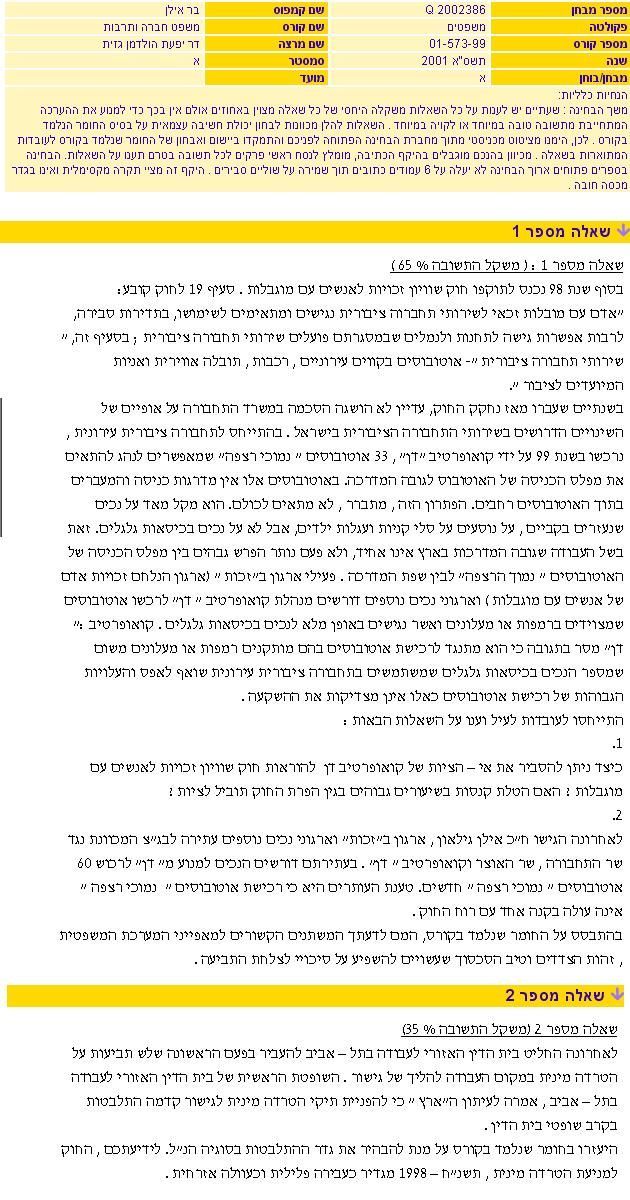 מספר מבחן Q 2002386 שם קמפוס בר אילן
פקולטה משפטים שם קורס משפט חברה ותרבות
מספר קורס 01-573-99 שם מרצה דר יפעת הולדמן גזית
שנה תשס"א 2001 סמסטר א
מבחן/בוחן א מועד
הנחיות כלליות:
משך הבחינה : שעתיים יש לענות על כל השאלות משקלה היחסי של כל שאלה מצוין באחוזים אולם אין בכך כדי למנוע את ההערכה
המתחייבת מתשובה טובה במיוחד או לקויה במיוחד . השאלות להלן מכוונות לבחון יכולת חשיבה עצמאית על בסיס החומר הנלמד
בקורס . לכן, הימנו מציטוט מכניסטי מתוך מחברת הבחינה הפתוחה לפניכם והתמקדו ביישום ואבחון של החומר שנלמד בקורס לעובדות
המתוארות בשאלה . מכיוון בהנכם מוגבלים בהיקף הכתיבה, מומלץ לנסח ראשי פרקים לכל תשובה בטרם תענו על השאלות. הבחינה
בספרים פתוחים ארוך הבחינה לא יעלה על 6 עמודים כתובים תוך שמירה על שוליים סבירים . היקף זה מציי תקרה מקסימלית ואינו בגדר
מכסה חובה .
שאלה מספר 1
שאלה מספר 1 : ( משקל התשובה % 65 )
בסוף שנת 98 נכנס לתוקפו חוק שוויון זכויות לאנשים עם מוגבלות . סעיף 19 לחוק קובע:
"אדם עם מובלות זכאי לשירותי תחבורה ציבורית נגישים ומתאימים לשימושו, בתדירות סבירה,
לרבות אפשרות גישה לתחנות ולנמלים שבמסגרתם פועלים שירותי תחבורה ציבורית ; בסעיף זה, "
שירותי תחבורה ציבורית "- אוטובוסים בקווים עירוניים , רכבות , תובלה אווירית ואניות
המיועדים לציבור ".
בשנתיים שעברו מאז נחקק החוק, עדיין לא הושגה הסכמה במשרד התחבורה על אופיים של
השינויים הדרושים בשירותי התחבורה הציבורית בישראל . בהתייחס לתחבורה ציבורית עירונית ,
נרכשו בשנת 99 על ידי קואופרטיב "דן" , 33 אוטובוסים " נמוכי רצפה" שמאפשרים לנהג להתאים
את מפלס הכניסה של האוטובוס לגובה המדרכה. באוטובוסים אלו אין מדרגות כניסה והמעברים
בתוך האוטובוסים רחבים. הפתרון הזה , מתברר , לא מתאים לכולם. הוא מקל מאד על נכים
שנעזרים בקביים , על נוסעים על סלי קניות ועגלות ילדים, אבל לא על נכים בכיסאות גלגלים. זאת
בשל העבודה שגובה המדרכות בארץ אינו אחיד, ולא פעם נותר הפרש גבהים בין מפלס הכניסה של
האוטובוסים " נמוך הרצפה" לבין שפת המדרכה . פעילי ארגון ב"זכות " (ארגון הנלחם זכויות אדם
של אנשים עם מוגבלות ) וארגוני נכים נוספים דורשים מנהלת קואופרטיב " דן" לרכשו אוטובוסים
שמצוידים ברמפות או מעלונים ואשר נגישים באופן מלא לנכים בכיסאות גלגלים . קואופרטיב :"
דן" מסר בתגובה כי הוא מתנגד לרכישת אוטובוסים בהם מותקנים רמפות או מעלונים משום
שמספר הנכים בכיסאות גלגלים שמשתמשים בתחבורה ציבורית עירונית שואף לאפס והעלויות
הגבוהות של רכישת אוטובוסים כאלו אינן מצדיקות את ההשקעה .
התייחסו לעובדות לעיל וענו על השאלות הבאות :
1.
כיצד ניתן להסביר את אי – הציות של קואופרטיב דן להוראות חוק שוויון זכויות לאנשים עם
מוגבלות ? האם הטלת קנסות בשיעורים גבוהים בגין הפרת החוק תוביל לציות ?
2.
לאחרונה הגישו ח"כ אילן גילאון , ארגון ב"זכות" וארגוני נכים נוספים עתירה לבג"צ המכוונת נגד
שר התחבורה , שר האוצר וקואופרטיב " דן" . בעתירתם דורשים הנכים למנוע מ" דן" לרכוש 60
אוטובוסים " נמוכי רצפה " חדשים. טענת העותרים היא כי רכישת אוטובוסים " נמוכי רצפה "
אינה עולה בקנה אחד עם רוח החוק .
בהתבסס על החומר שנלמד בקורס, המם לדעתך המשתנים הקשורים למאפייני המערכת המשפטית
, זהות הצדדים וטיב הסכסוך שעשויים להשפיע על סיכויי לצלחת התביעה .
שאלה מספר 2
שאלה מספר 2 (משקל התשובה % 35)
לאחרונה החליט בית הדין האזורי לעבודה בתל – אביב להעביר בפעם הראשונה שלש תביעות על
הטרדה מינית במקום העבודה להליך של גישור . השופטת הראשית של בית הדין האזורי לעבודה
בתל – אביב , אמרה לעיתון ה"ארץ " כי להפניית תיקי הטרדה מינית לגישור קדמה התלבטות
בקרב שופטי בית הדין .
היעזרו בחומר שנלמד בקורס על מנת להבהיר את גדר ההתלבטות בסוגיה הנ"ל. לידיעתכם , החוק
למניעת הטרדה מינית , תשנ"ח – 1998 מגדיר כעבירה פלילית וכעוולה אזרחית .